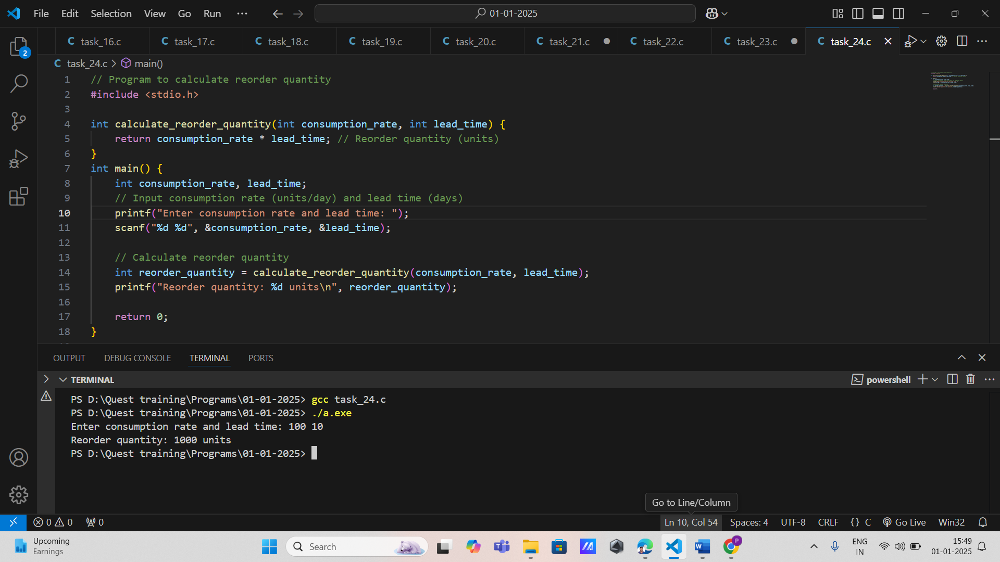 File Edit Selection View Go Run ··· 01-01-2025
C task_16.c C task_17.c C task_18.c C task_19.c C task_20.c C task_21.c C task_22.c C task_23.c C task_24.c
C task_24.c > main()
1 // Program to calculate reorder quantity
2 #include <stdio.h>
3
4 int calculate_reorder_quantity(int consumption_rate, int lead_time) {
5     return consumption_rate * lead_time; // Reorder quantity (units)
6 }
7 int main() {
8     int consumption_rate, lead_time;
9     // Input consumption rate (units/day) and lead time (days)
10     printf("Enter consumption rate and lead time: ");
11     scanf("%d %d", &consumption_rate, &lead_time);
12
13     // Calculate reorder quantity
14     int reorder_quantity = calculate_reorder_quantity(consumption_rate, lead_time);
15     printf("Reorder quantity: %d units\n", reorder_quantity);
16
17     return 0;
18 }
OUTPUT DEBUG CONSOLE TERMINAL PORTS
TERMINAL powershell
PS D:\Quest training\Programs\01-01-2025> gcc task_24.c
PS D:\Quest training\Programs\01-01-2025> ./a.exe
Enter consumption rate and lead time: 100 10
Reorder quantity: 1000 units
PS D:\Quest training\Programs\01-01-2025>
Go to Line/Column
0 0 0 Ln 10, Col 54 Spaces: 4 UTF-8 CRLF {} C Go Live Win32
Upcoming
Earnings
Search
ENG
IN
15:49
01-01-2025
2